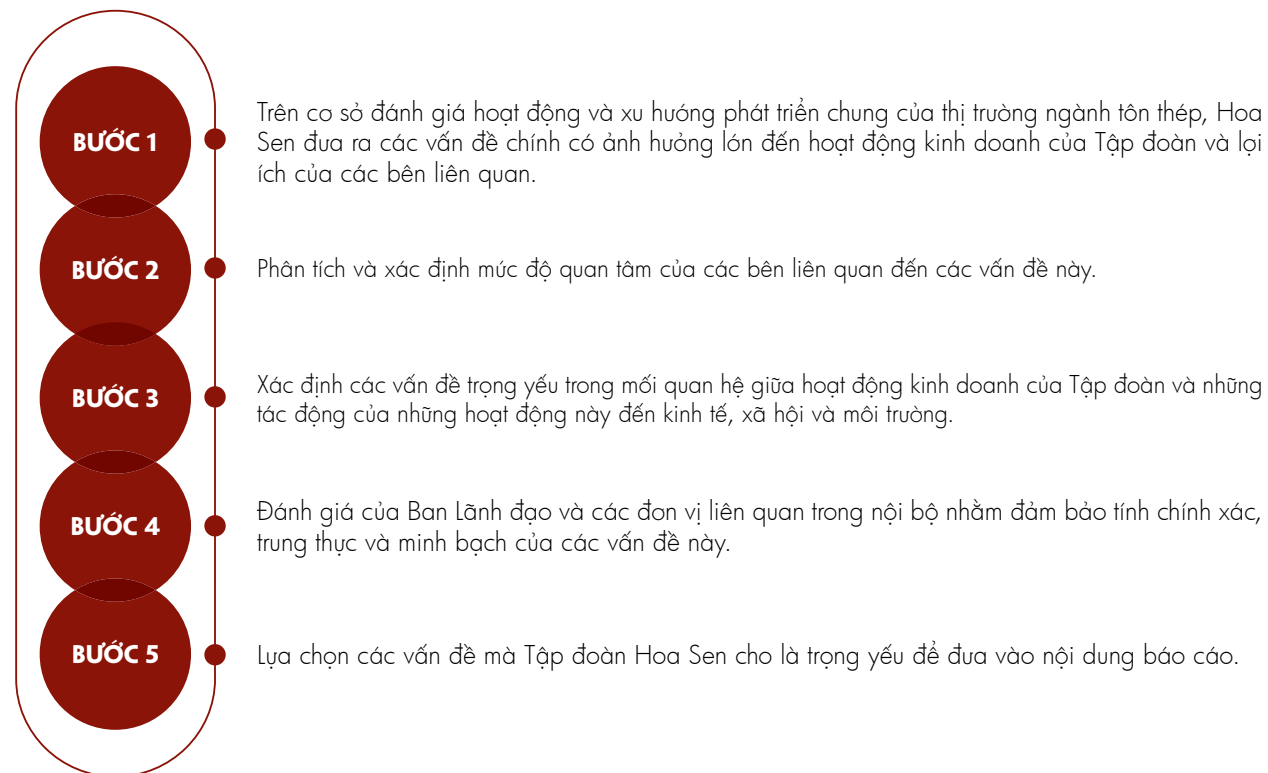 BƯỚC 1
Trên cơ sở đánh giá hoạt động và xu hướng phát triển chung của thị trường ngành tôn thép, Hoa
Sen đưa ra các vấn đề chính có ảnh hưởng lớn đến hoạt động kinh doanh của Tập đoàn và lợi
ích của các bên liên quan.
BƯỚC 2
Phân tích và xác định mức độ quan tâm của các bên liên quan đến các vấn đề này.
BƯỚC 3
Xác định các vấn đề trọng yếu trong mối quan hệ giữa hoạt động kinh doanh của Tập đoàn và những
tác động của những hoạt động này đến kinh tế, xã hội và môi trường.
BƯỚC 4
Đánh giá của Ban Lãnh đạo và các đơn vị liên quan trong nội bộ nhằm đảm bảo tính chính xác,
trung thực và minh bạch của các vấn đề này.
BƯỚC 5
Lựa chọn các vấn đề mà Tập đoàn Hoa Sen cho là trọng yếu để đưa vào nội dung báo cáo.